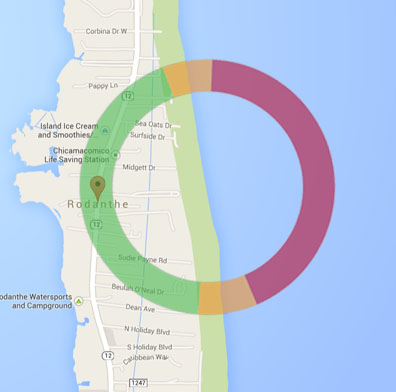 Corbina Dr W
Pappy Ln
12
Sea Oats Dr
Island Ice Cream
and Smoothies/
Surfside Dr
Chicamacomico
Life Saving Station
Midgett Dr
Rodanthe
12
Sudie Payne Rd
Beulah O'Neal Dr
odanthe Watersports
and Campground
Dean Ave
N Holiday Blvd
S Holiday Blvd
12
Caribbean Way
1247